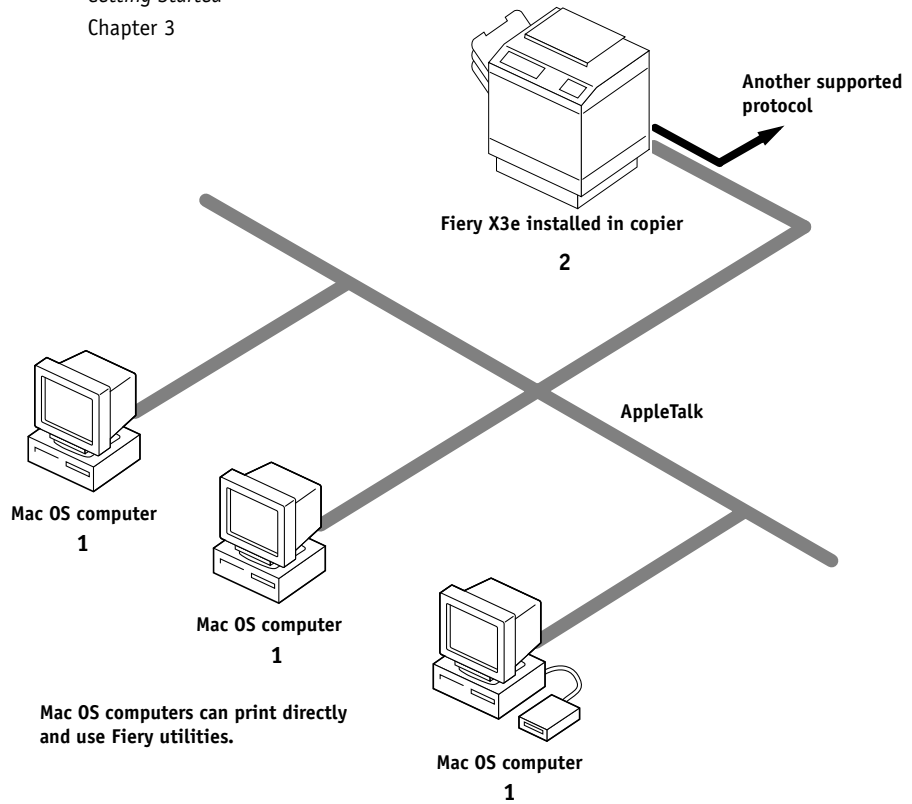 Getting Started
Chapter 3
Another supported
protocol
Fiery X3e installed in copier
2
AppleTalk
Mac OS computer
1
Mac OS computer
1
Mac OS computers can print directly
and use Fiery utilities.
Mac OS computer
1